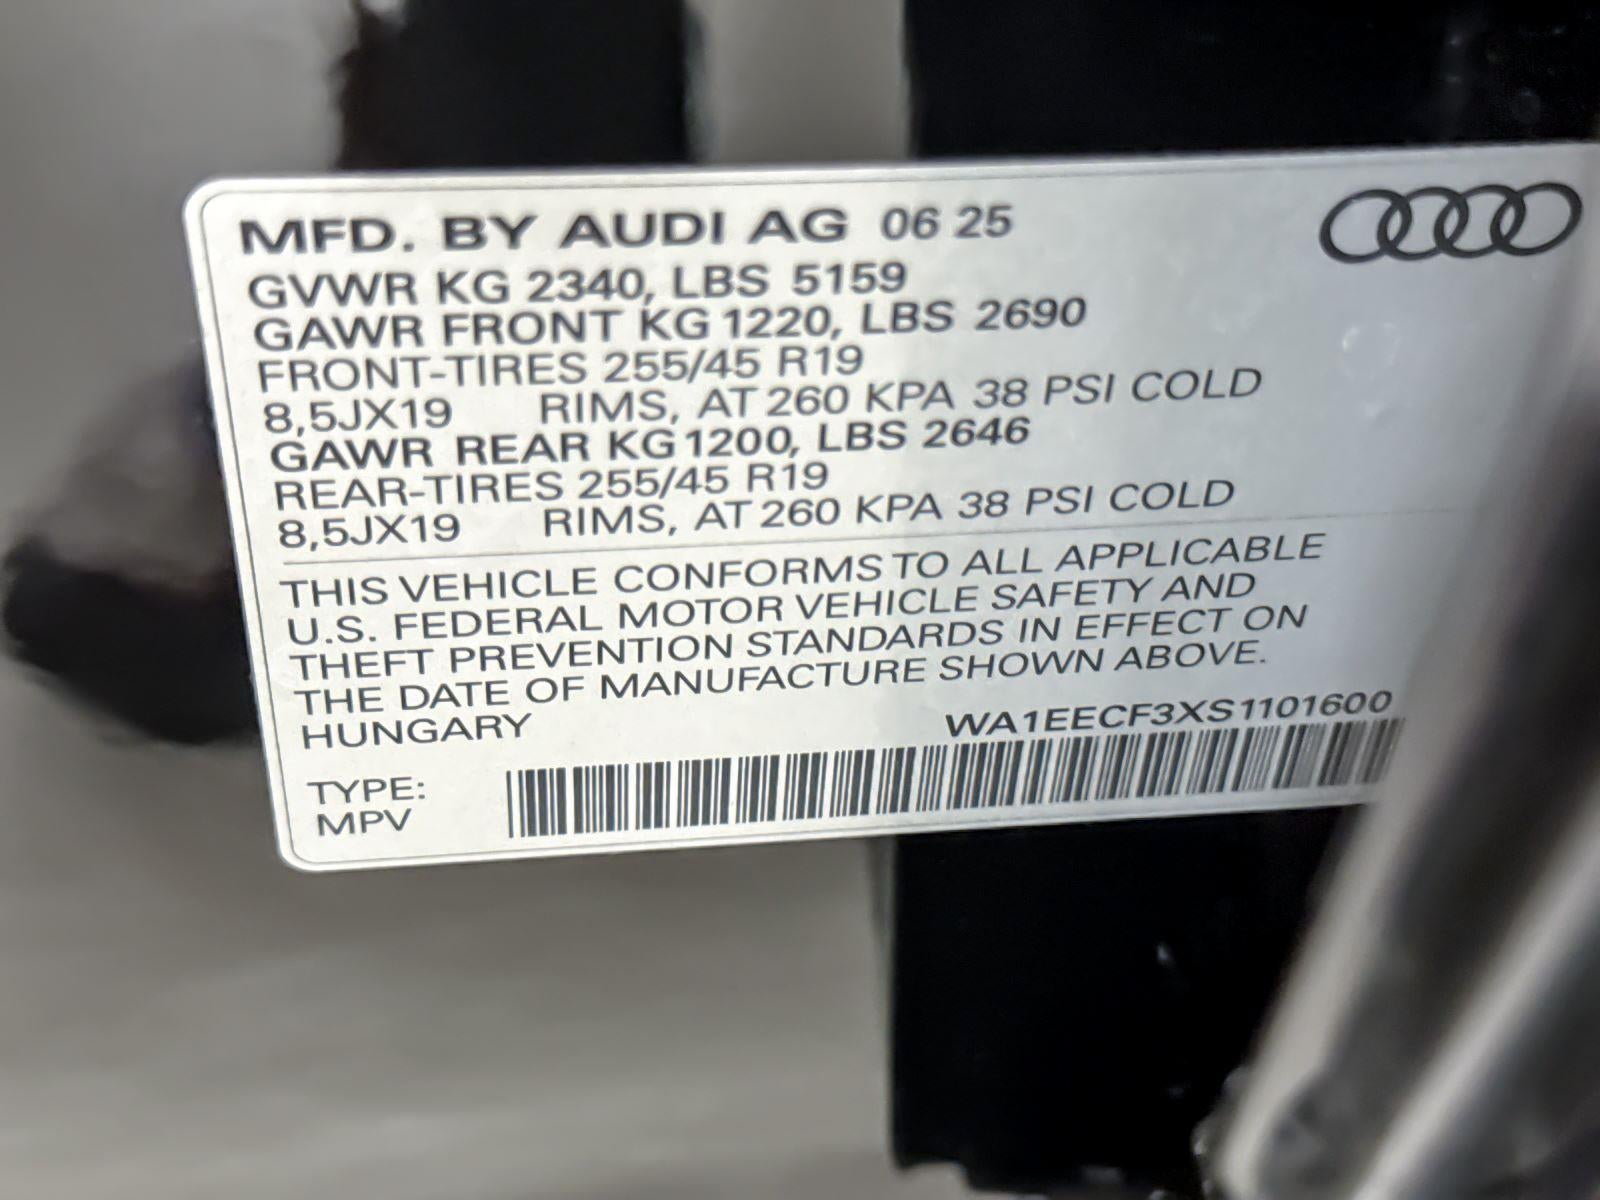 MFD. BY AUDI AG 06 25
GVWR KG 2340, LBS 5159
GAWR FRONT KG 1220, LBS 2690
FRONT-TIRES 255/45 R19
8,5JX19 RIMS, AT 260 KPA 38 PSI COLD
GAWR REAR KG 1200, LBS 2646
REAR-TIRES 255/45 R19
8,5JX19 RIMS, AT 260 KPA 38 PSI COLD
THIS VEHICLE CONFORMS TO ALL APPLICABLE
U.S. FEDERAL MOTOR VEHICLE SAFETY AND
THEFT PREVENTION STANDARDS IN EFFECT ON
THE DATE OF MANUFACTURE SHOWN ABOVE.
HUNGARY WA1EECF3XS1101600
TYPE:
MPV